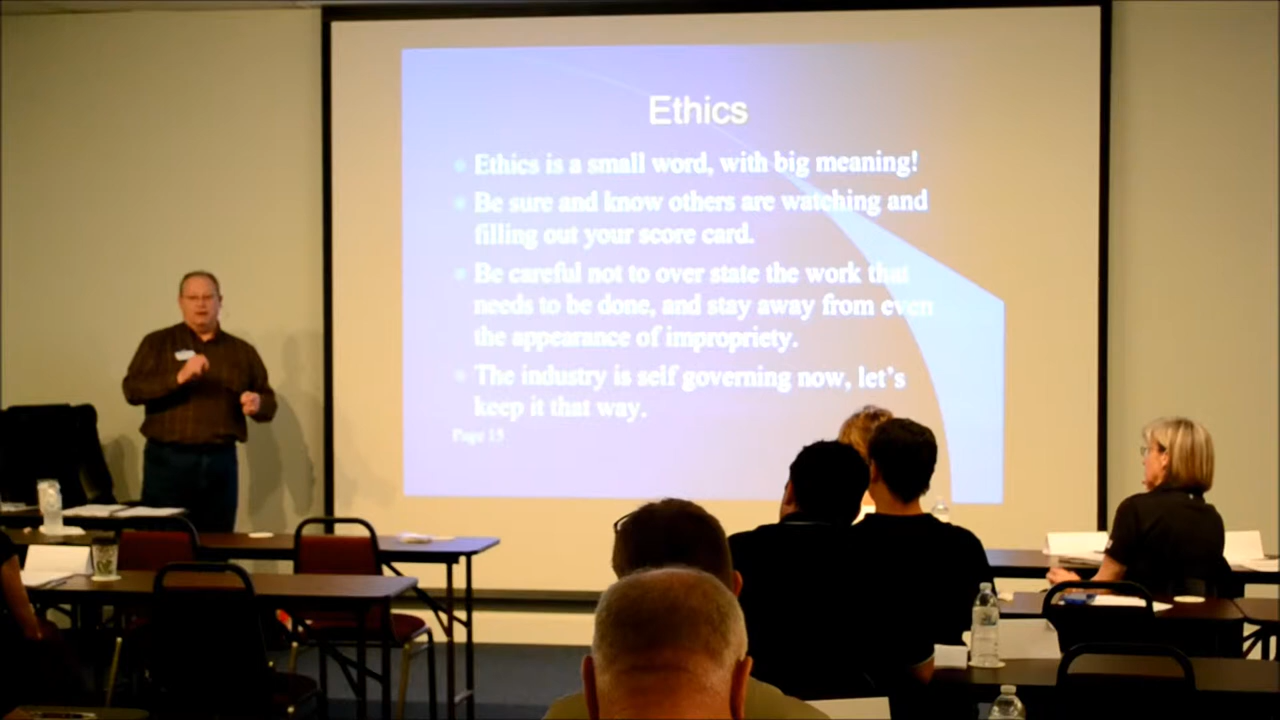 Ethics
Ethics is a small word, with big meaning!
Be sure and know others are watching and
filling out your score card.
Be careful not to over state the work that
needs to be done, and stay away from even
the appearance of impropriety.
The industry is self governing now, let's
keep it that way.
Page 15